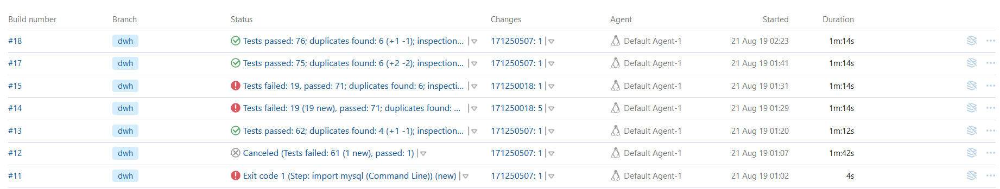 Build number Branch Status Changes Agent Started Duration
#18 dwh Tests passed: 76; duplicates found: 6 (+1 -1); inspection... 171250507: 1 Default Agent-1 21 Aug 19 02:23 1m:14s
#17 dwh Tests passed: 75; duplicates found: 6 (+2 -2); inspection... 171250507: 1 Default Agent-1 21 Aug 19 01:41 1m:14s
#15 dwh Tests failed: 19, passed: 71; duplicates found: 6; inspecti... 171250018: 1 Default Agent-1 21 Aug 19 01:31 1m:14s
#14 dwh Tests failed: 19 (19 new), passed: 71; duplicates found: ... 171250018: 5 Default Agent-1 21 Aug 19 01:29 1m:14s
#13 dwh Tests passed: 62; duplicates found: 4 (+1 -1); inspection... 171250507: 1 Default Agent-1 21 Aug 19 01:20 1m:12s
#12 dwh Canceled (Tests failed: 61 (1 new), passed: 1) 171250507: 1 Default Agent-1 21 Aug 19 01:07 1m:42s
#11 dwh Exit code 1 (Step: import mysql (Command Line)) (new) 171250507: 1 Default Agent-1 21 Aug 19 01:02 4s